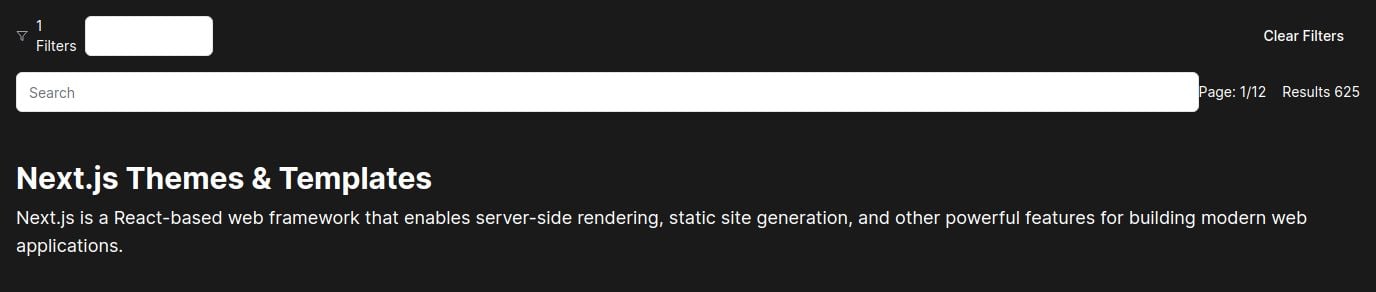 1
Filters
Clear Filters
Search
Page: 1/12
Results 625
Next.js Themes & Templates
Next.js is a React-based web framework that enables server-side rendering, static site generation, and other powerful features for building modern web
applications.